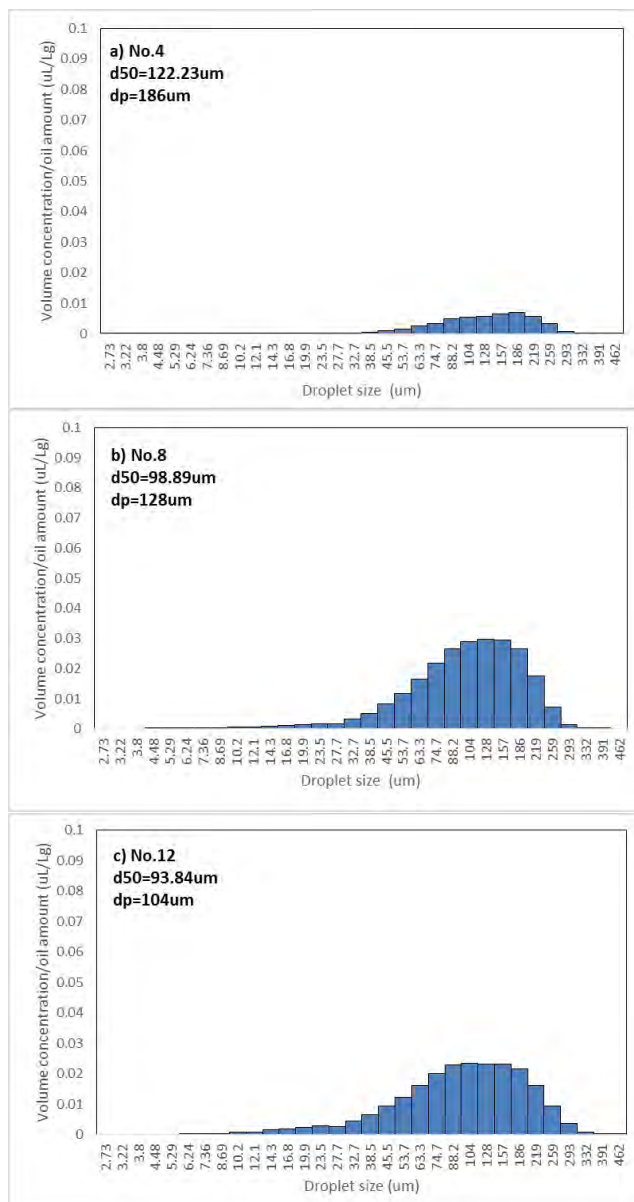 a) No.4
d50=122.23um
dp=186um
Volume concentration/oil amount (uL/Lg)
0.1
0.09
0.08
0.07
0.06
0.05
0.04
0.03
0.02
0.01
0
2.73 3.22 3.8 4.48 5.29 6.24 7.36 8.69 10.2 12.1 14.3 16.8 19.9 23.5 27.7 32.7 38.5 45.5 53.7 63.3 74.7 88.2 104 128 157 186 219 259 293 332 391 462
Droplet size (um)
b) No.8
d50=98.89um
dp=128um
Volume concentration/oil amount (uL/Lg)
0.1
0.09
0.08
0.07
0.06
0.05
0.04
0.03
0.02
0.01
0
2.73 3.22 3.8 4.48 5.29 6.24 7.36 8.69 10.2 12.1 14.3 16.8 19.9 23.5 27.7 32.7 38.5 45.5 53.7 63.3 74.7 88.2 104 128 157 186 219 259 293 332 391 462
Droplet size (um)
c) No.12
d50=93.84um
dp=104um
Volume concentration/oil amount (uL/Lg)
0.1
0.09
0.08
0.07
0.06
0.05
0.04
0.03
0.02
0.01
0
2.73 3.22 3.8 4.48 5.29 6.24 7.36 8.69 10.2 12.1 14.3 16.8 19.9 23.5 27.7 32.7 38.5 45.5 53.7 63.3 74.7 88.2 104 128 157 186 219 259 293 332 391 462
Droplet size (um)